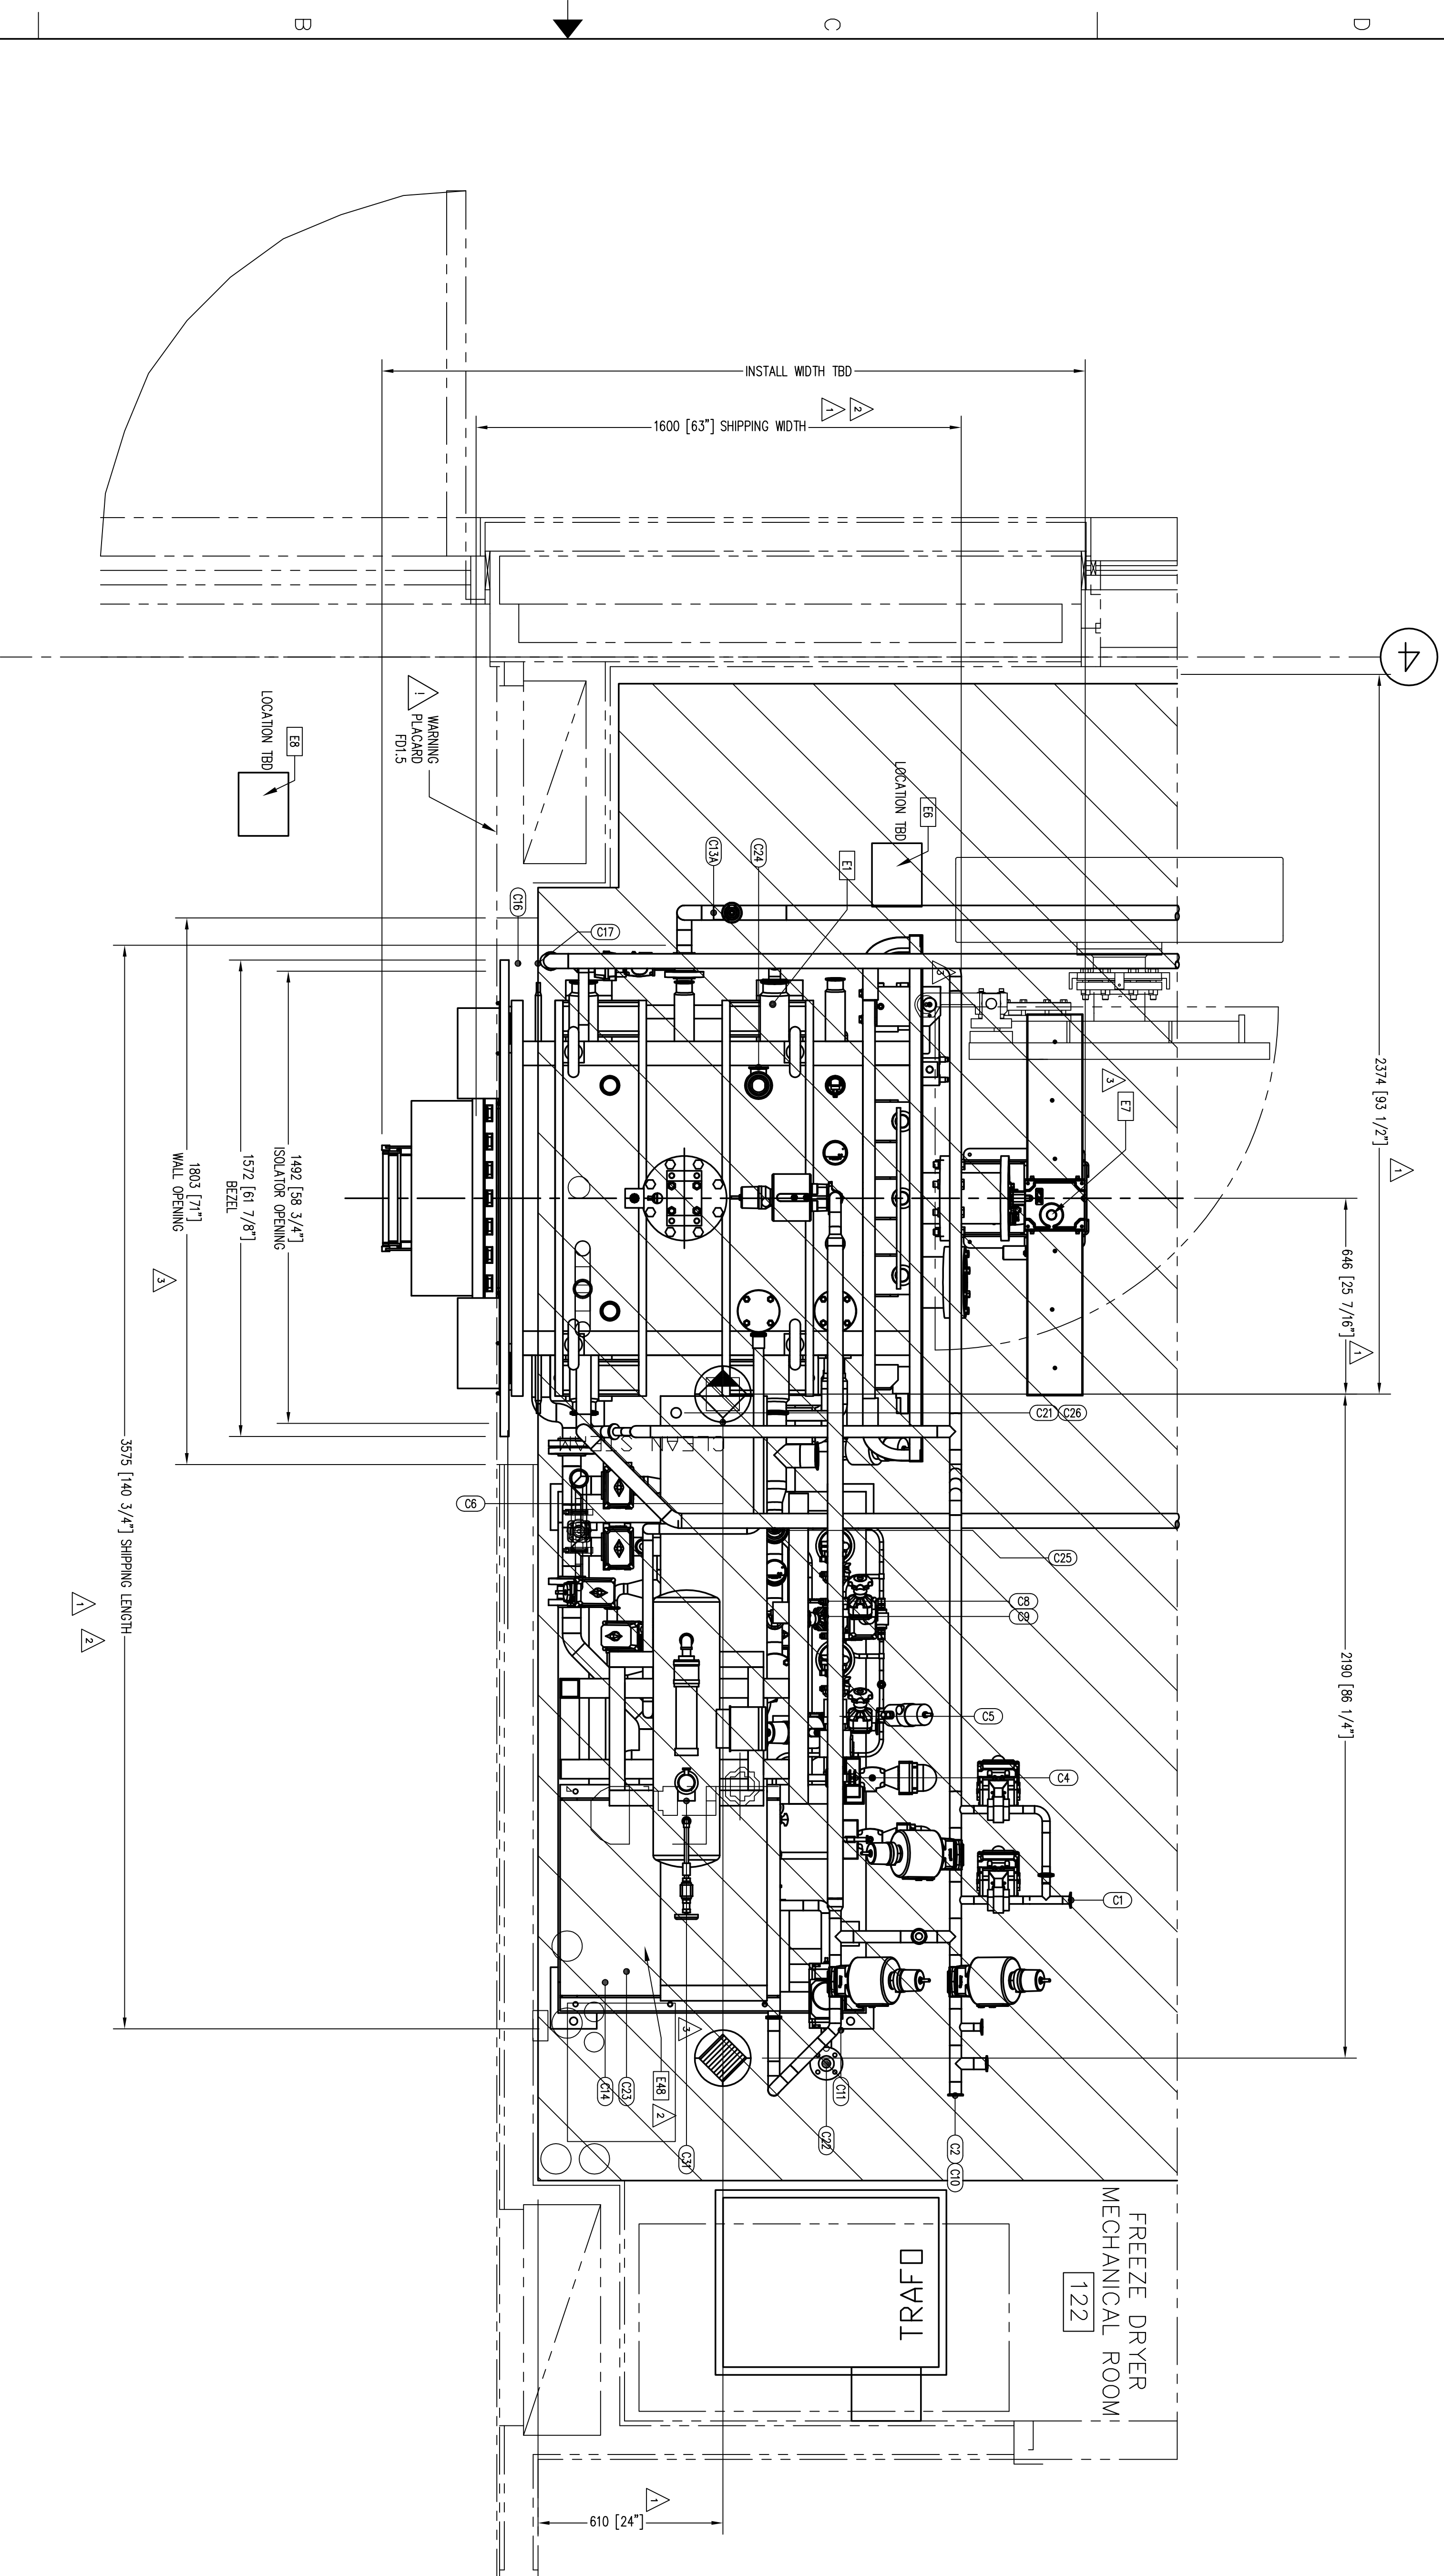 B
C
D
4
INSTALL WIDTH TBD
1
2
1600 [63"] SHIPPING WIDTH
2374 [93 1/2"]
1
646 [25 7/16"]
1
2190 [86 1/4"]
!
WARNING
PLACARD
FD1.5
E8
LOCATION TBD
E6
LOCATION TBD
E1
C24
C13A
C16
C17
3
3
E7
1492 [58 3/4"]
ISOLATOR OPENING
1572 [61 7/8"]
BEZEL
1803 [71"]
WALL OPENING
3
3575 [140 3/4"] SHIPPING LENGTH
1
2
C21
C26
CLEAN STEAM
C6
C25
C8
C9
C5
C4
C1
3
E48
2
C14
C23
C31
C11
C22
C2
C10
FREEZE DRYER
MECHANICAL ROOM
122
TRAFO
1
610 [24"]